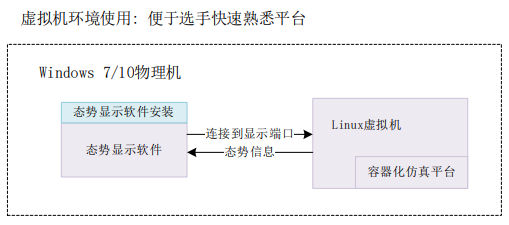 虚拟机环境使用：便于选手快速熟悉平台
Windows 7/10物理机
态势显示软件安装
态势显示软件
连接到显示端口
态势信息
Linux虚拟机
容器化仿真平台